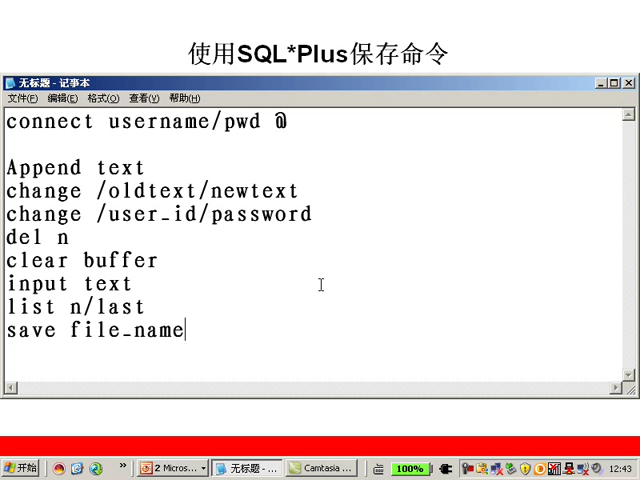 使用SQL*Plus保存命令
无标题 - 记事本
文件(F) 编辑(E) 格式(O) 查看(V) 帮助(H)
connect username/pwd @
Append text
change /oldtext/newtext
change /user_id/password
del n
clear buffer
input text
list n/last
save file_name
开始 » 2 Micros... 无标题 - ... Camtasia ... 100% 12:43